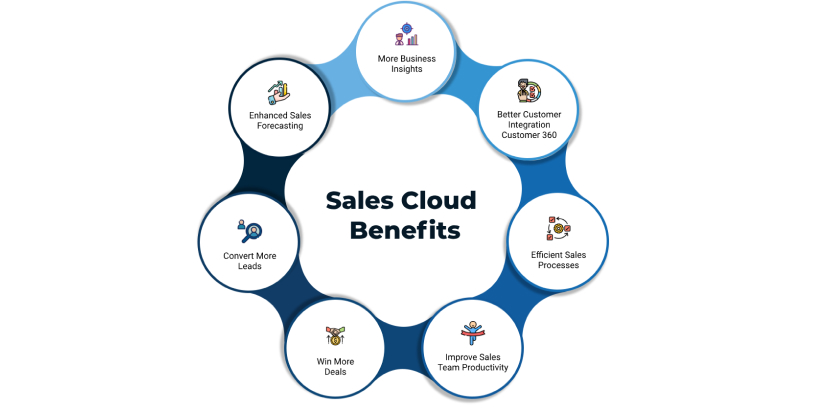 Sales Cloud
Benefits
More Business
Insights
Better Customer
Integration
Customer 360
Efficient Sales
Processes
Improve Sales
Team Productivity
Win More
Deals
Convert More
Leads
Enhanced Sales
Forecasting